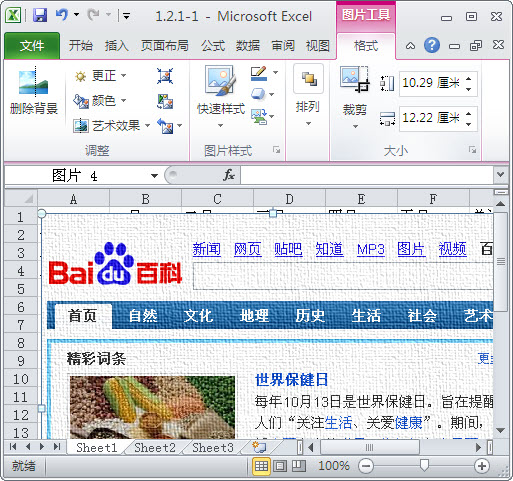 1.2.1-1 - Microsoft Excel
图片工具
文件 开始 插入 页面布局 公式 数据 审阅 视图 格式
删除背景
更正
颜色
艺术效果
调整
快速样式
图片样式
排列
裁剪
10.29 厘米
12.22 厘米
大小
图片 4
fx
A B C D E F
1
2
3
4
5
6
7
8
9
10
11
12
13
Bai du 百科
新闻 网页 贴吧 知道 MP3 图片 视频 百
首页 自然 文化 地理 历史 生活 社会 艺术
精彩词条
世界保健日
每年10月13日是世界保健日。旨在提醒
人们“关注生活、关爱健康”。期间，
Sheet1 Sheet2 Sheet3
就绪
100%